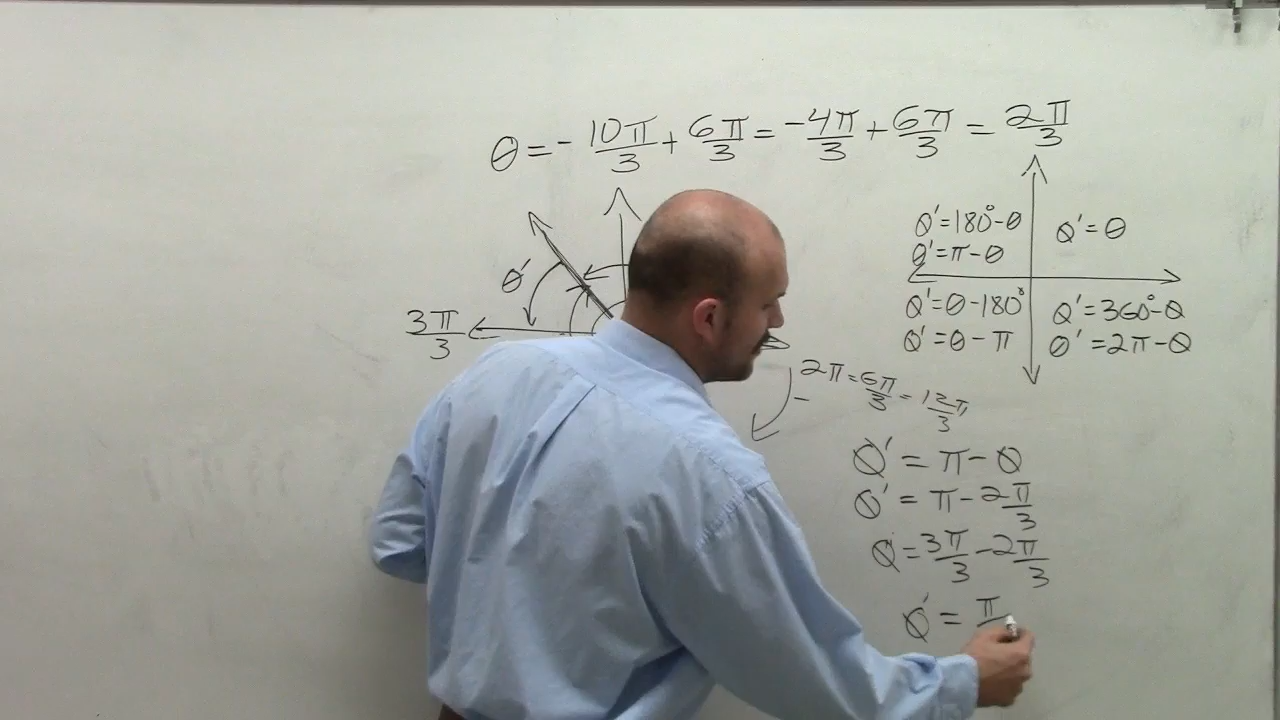 θ = - 10π/3 + 6π/3 = -4π/3 + 6π/3 = 2π/3
θ'=180°-θ
θ'=π-θ
θ'=θ
θ'
3π/3
θ'=θ-180°
θ'=θ-π
θ'=360°-θ
θ'=2π-θ
2π=6π/3=12π/3
θ'=π-θ
θ'=π-2π/3
θ=3π/3-2π/3
θ'=π